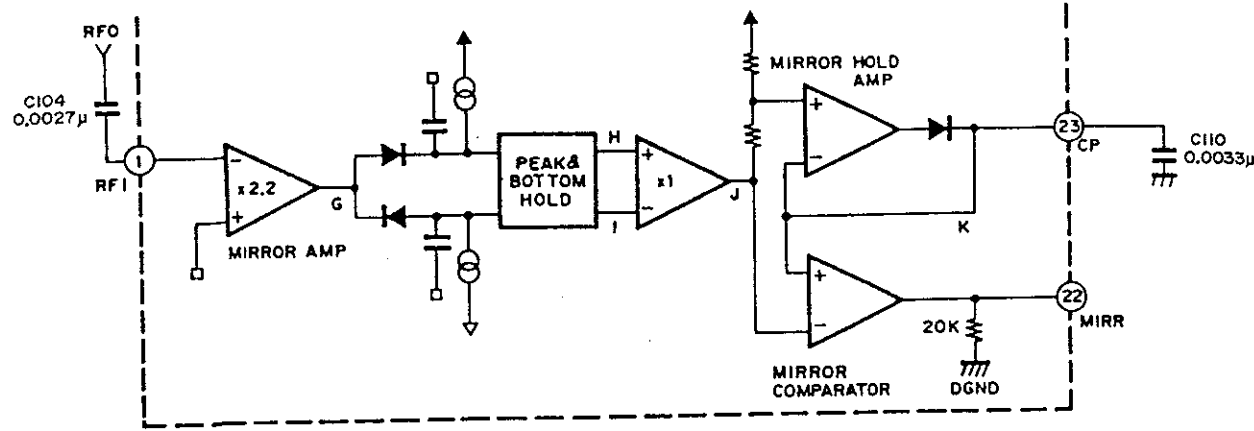 RFO
C104
0.0027μ
1
RFI
-
x2.2
+
MIRROR AMP
G
PEAK&
BOTTOM
HOLD
H
I
+
x1
-
J
MIRROR HOLD
AMP
+
-
K
23
CP
C110
0.0033μ
+
-
MIRROR
COMPARATOR
20K
DGND
22
MIRR